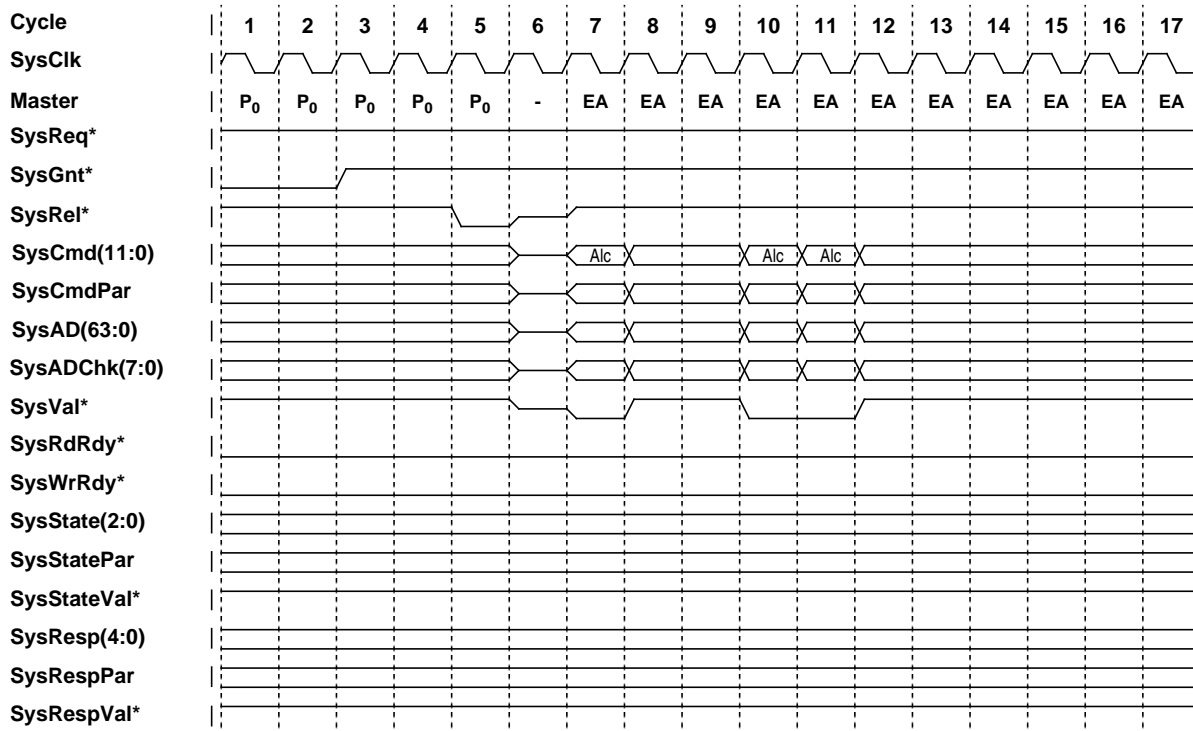 Cycle | 1 2 3 4 5 6 7 8 9 10 11 12 13 14 15 16 17
SysClk |
Master | P0 P0 P0 P0 P0 - EA EA EA EA EA EA EA EA EA EA EA
SysReq* |
SysGnt* |
SysRel* |
SysCmd(11:0) | Alc Alc Alc
SysCmdPar |
SysAD(63:0) |
SysADChk(7:0) |
SysVal* |
SysRdRdy* |
SysWrRdy* |
SysState(2:0) |
SysStatePar |
SysStateVal* |
SysResp(4:0) |
SysRespPar |
SysRespVal* |